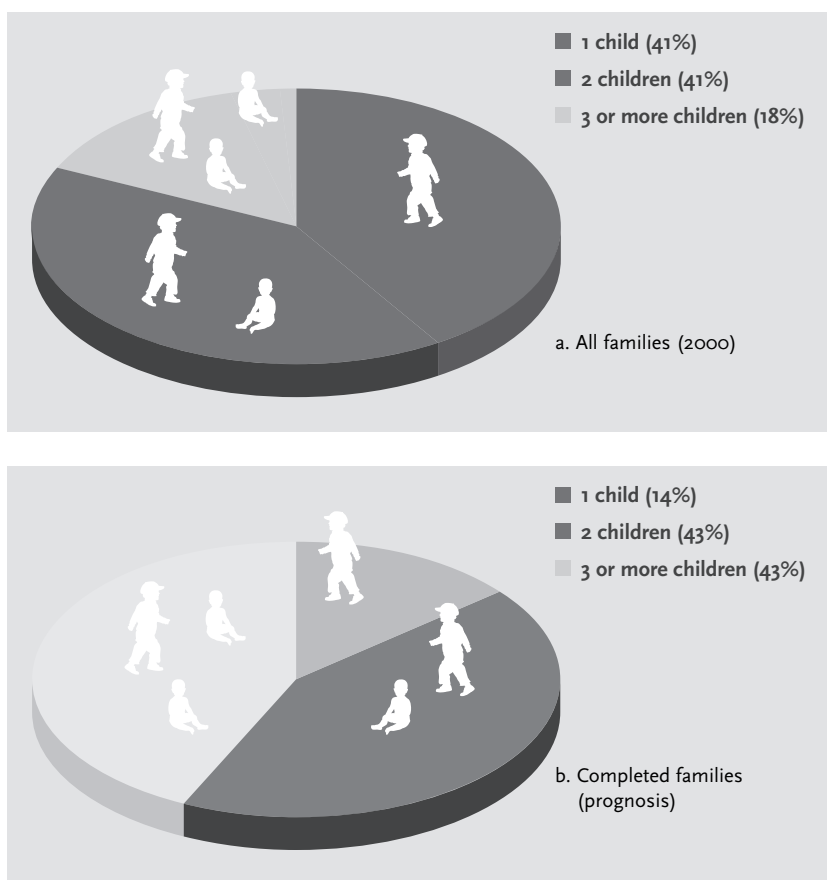 1 child (41%)
2 children (41%)
3 or more children (18%)
a. All families (2000)
1 child (14%)
2 children (43%)
3 or more children (43%)
b. Completed families
(prognosis)